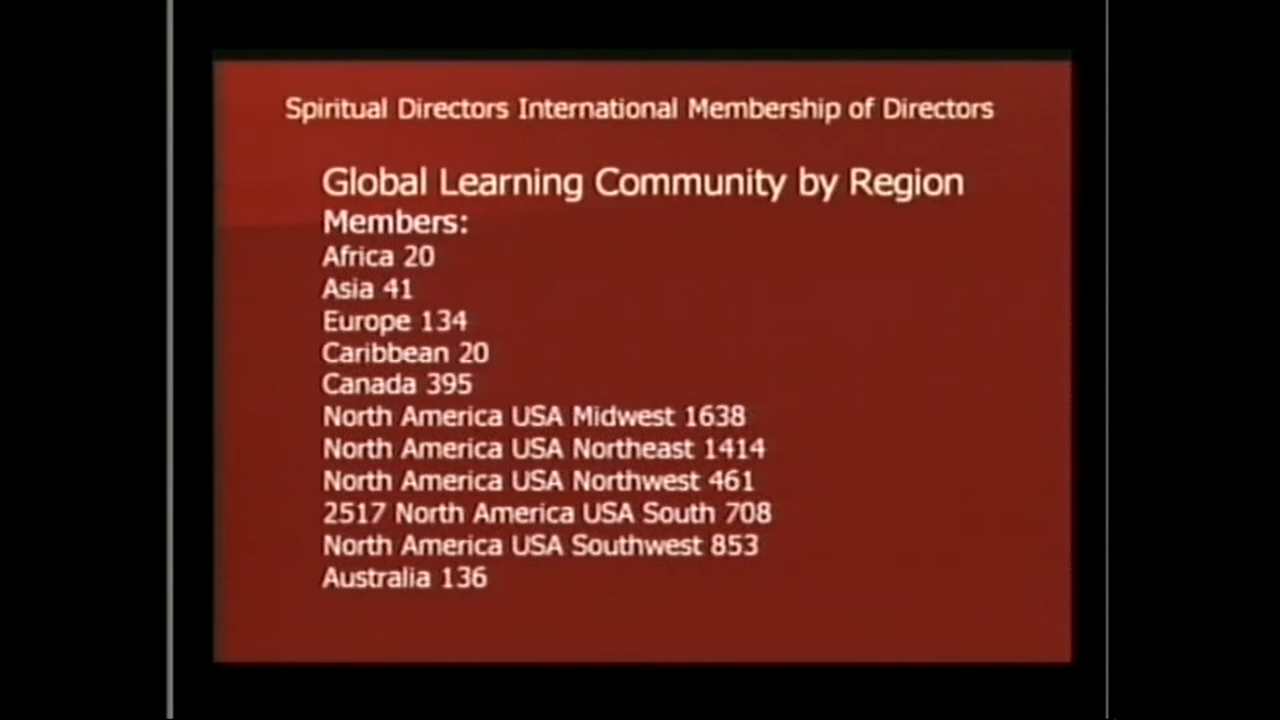 Spiritual Directors International Membership of Directors
Global Learning Community by Region
Members:
Africa 20
Asia 41
Europe 134
Caribbean 20
Canada 395
North America USA Midwest 1638
North America USA Northeast 1414
North America USA Northwest 461
2517 North America USA South 708
North America USA Southwest 853
Australia 136